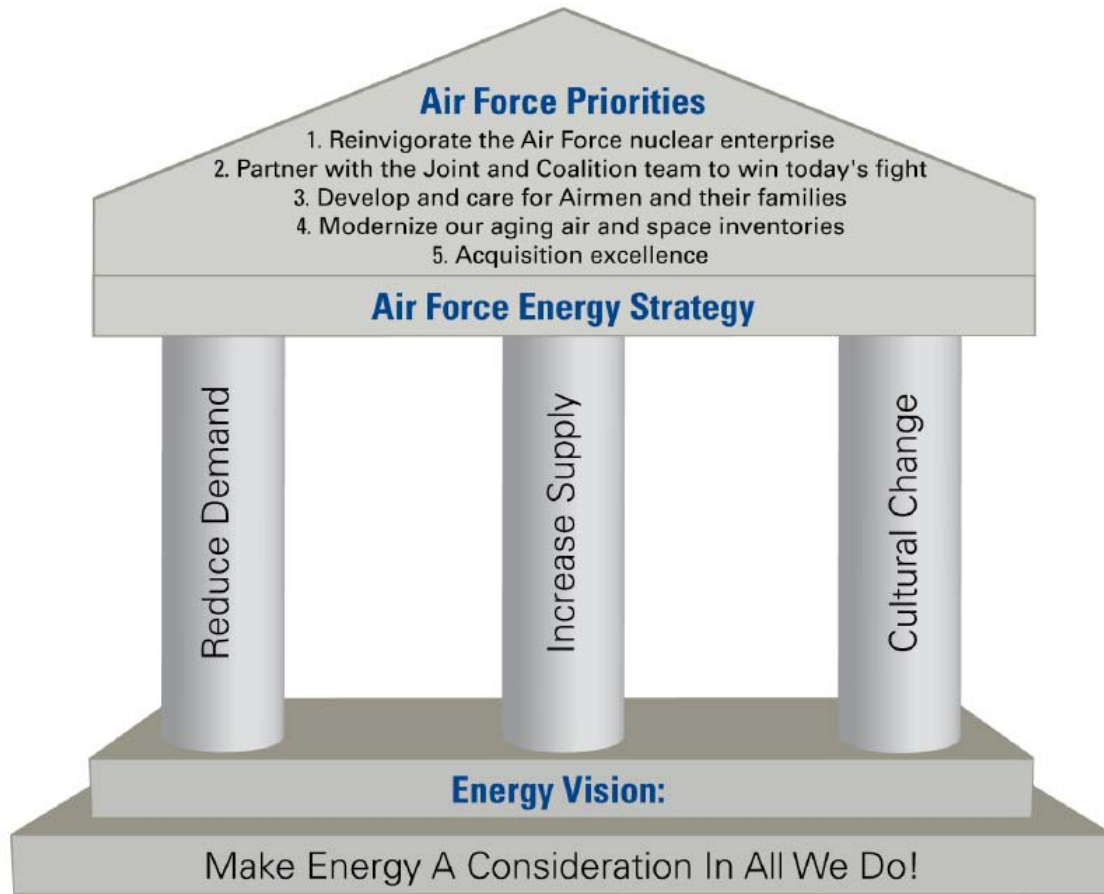 Air Force Priorities
1. Reinvigorate the Air Force nuclear enterprise
2. Partner with the Joint and Coalition team to win today's fight
3. Develop and care for Airmen and their families
4. Modernize our aging air and space inventories
5. Acquisition excellence
Air Force Energy Strategy
Reduce Demand
Increase Supply
Cultural Change
Energy Vision:
Make Energy A Consideration In All We Do!